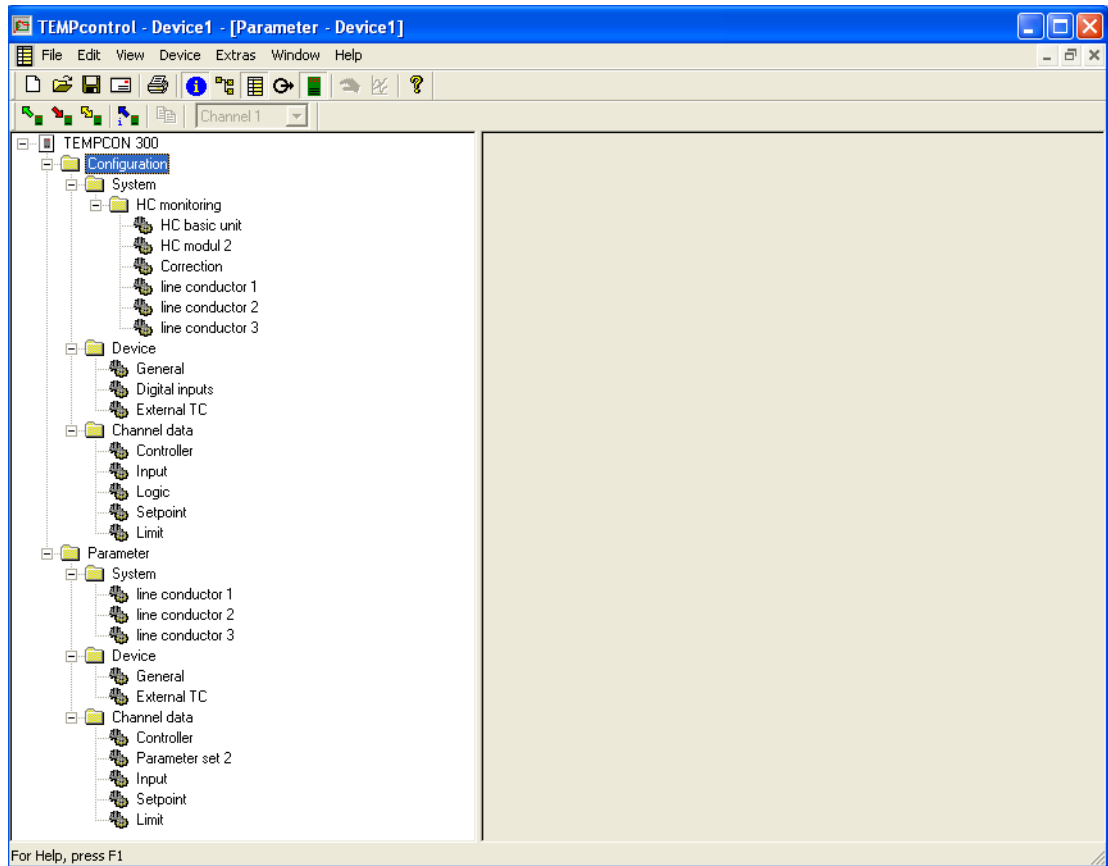 TEMPcontrol - Device1 - [Parameter - Device1]
File Edit View Device Extras Window Help
Channel 1
TEMPCON 300
Configuration
System
HC monitoring
HC basic unit
HC modul 2
Correction
line conductor 1
line conductor 2
line conductor 3
Device
General
Digital inputs
External TC
Channel data
Controller
Input
Logic
Setpoint
Limit
Parameter
System
line conductor 1
line conductor 2
line conductor 3
Device
General
External TC
Channel data
Controller
Parameter set 2
Input
Setpoint
Limit
For Help, press F1